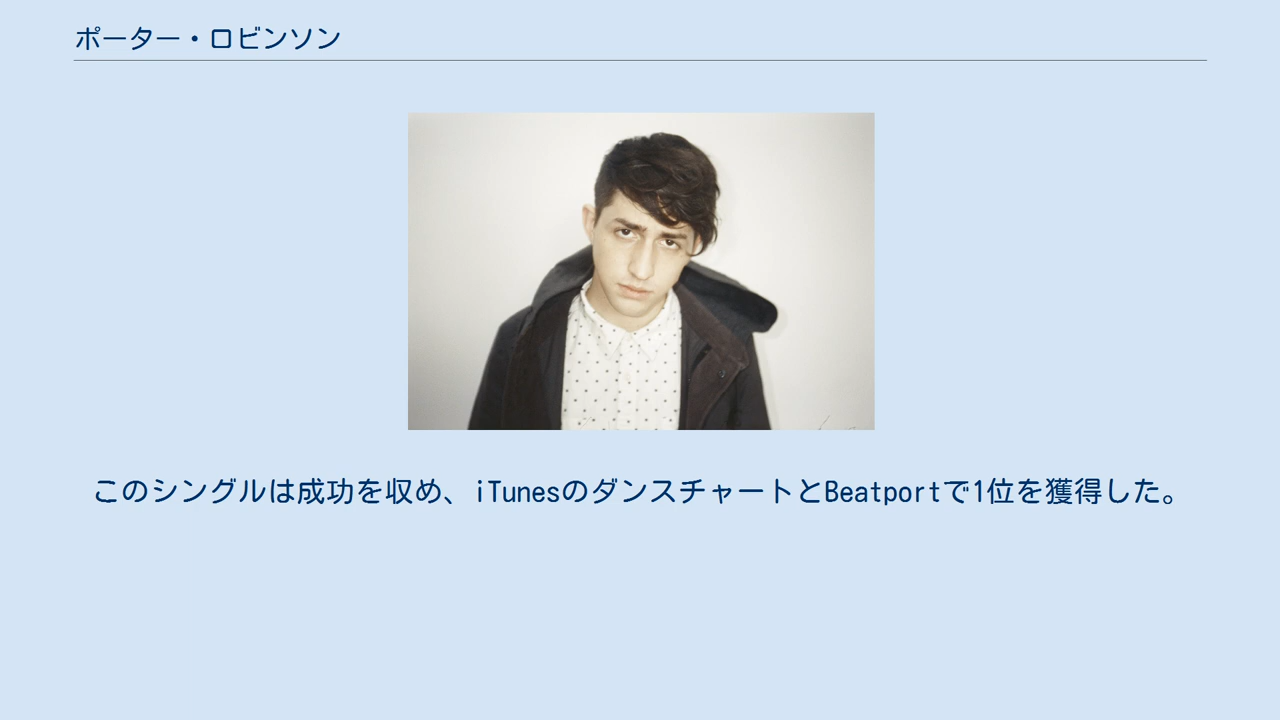 ポーター・ロビンソン
このシングルは成功を収め、iTunesのダンスチャートとBeatportで1位を獲得した。